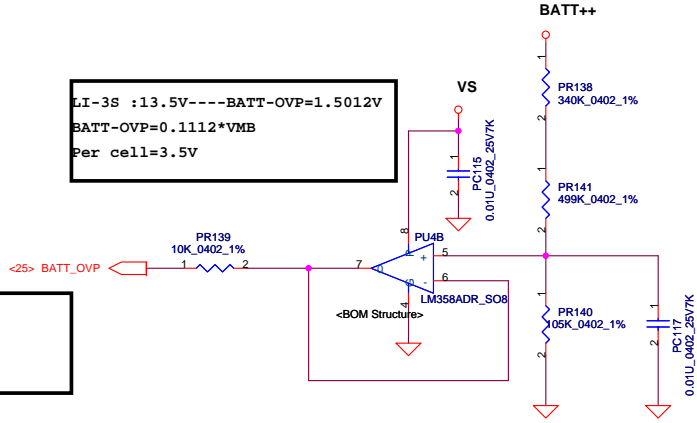 BATT++
LI-3S :13.5V----BATT-OVP=1.5012V
BATT-OVP=0.1112*VMB
Per cell=3.5V
VS
1
PR138
340K_0402_1%
2
1
PC115
0.01U_0402_25V7K
2
1
PR141
499K_0402_1%
2
PR139
10K_0402_1%
8
PU4B
P
+
5
<25> BATT_OVP
1
2
7
0
-
6
G
4
LM358ADR_SO8
<BOM Structure>
1
PR140
105K_0402_1%
2
1
PC117
0.01U_0402_25V7K
2